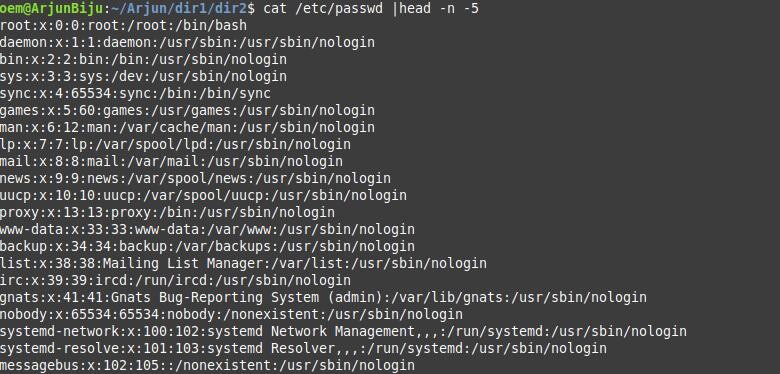 oem@ArjunBiju:~/Arjun/dir1/dir2$ cat /etc/passwd |head -n -5
root:x:0:0:root:/root:/bin/bash
daemon:x:1:1:daemon:/usr/sbin:/usr/sbin/nologin
bin:x:2:2:bin:/bin:/usr/sbin/nologin
sys:x:3:3:sys:/dev:/usr/sbin/nologin
sync:x:4:65534:sync:/bin:/bin/sync
games:x:5:60:games:/usr/games:/usr/sbin/nologin
man:x:6:12:man:/var/cache/man:/usr/sbin/nologin
lp:x:7:7:lp:/var/spool/lpd:/usr/sbin/nologin
mail:x:8:8:mail:/var/mail:/usr/sbin/nologin
news:x:9:9:news:/var/spool/news:/usr/sbin/nologin
uucp:x:10:10:uucp:/var/spool/uucp:/usr/sbin/nologin
proxy:x:13:13:proxy:/bin:/usr/sbin/nologin
www-data:x:33:33:www-data:/var/www:/usr/sbin/nologin
backup:x:34:34:backup:/var/backups:/usr/sbin/nologin
list:x:38:38:Mailing List Manager:/var/list:/usr/sbin/nologin
irc:x:39:39:ircd:/run/ircd:/usr/sbin/nologin
gnats:x:41:41:Gnats Bug-Reporting System (admin):/var/lib/gnats:/usr/sbin/nologin
nobody:x:65534:65534:nobody:/nonexistent:/usr/sbin/nologin
systemd-network:x:100:102:systemd Network Management,,,:/run/systemd:/usr/sbin/nologin
systemd-resolve:x:101:103:systemd Resolver,,,:/run/systemd:/usr/sbin/nologin
messagebus:x:102:105::/nonexistent:/usr/sbin/nologin